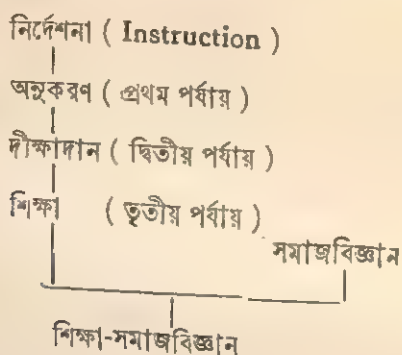 নির্দেশনা ( Instruction )
অনুকরণ ( প্রথম পর্যায় )
দীক্ষাদান ( দ্বিতীয় পর্যায় )
শিক্ষা ( তৃতীয় পর্যায় )
সমাজবিজ্ঞান
শিক্ষা-সমাজবিজ্ঞান